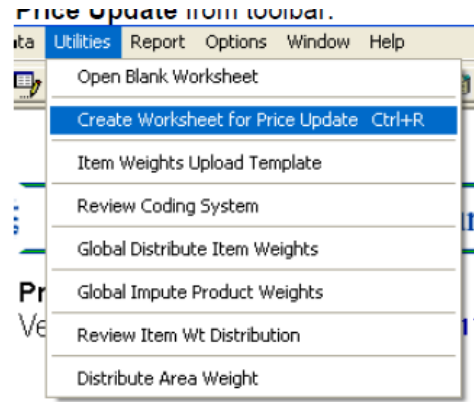 Price Update from toolbar.
ta Utilities Report Options Window Help
Open Blank Worksheet
Create Worksheet for Price Update Ctrl+R
Item Weights Upload Template
Review Coding System
Global Distribute Item Weights
Pr Global Impute Product Weights
Ve Review Item Wt Distribution
Distribute Area Weight